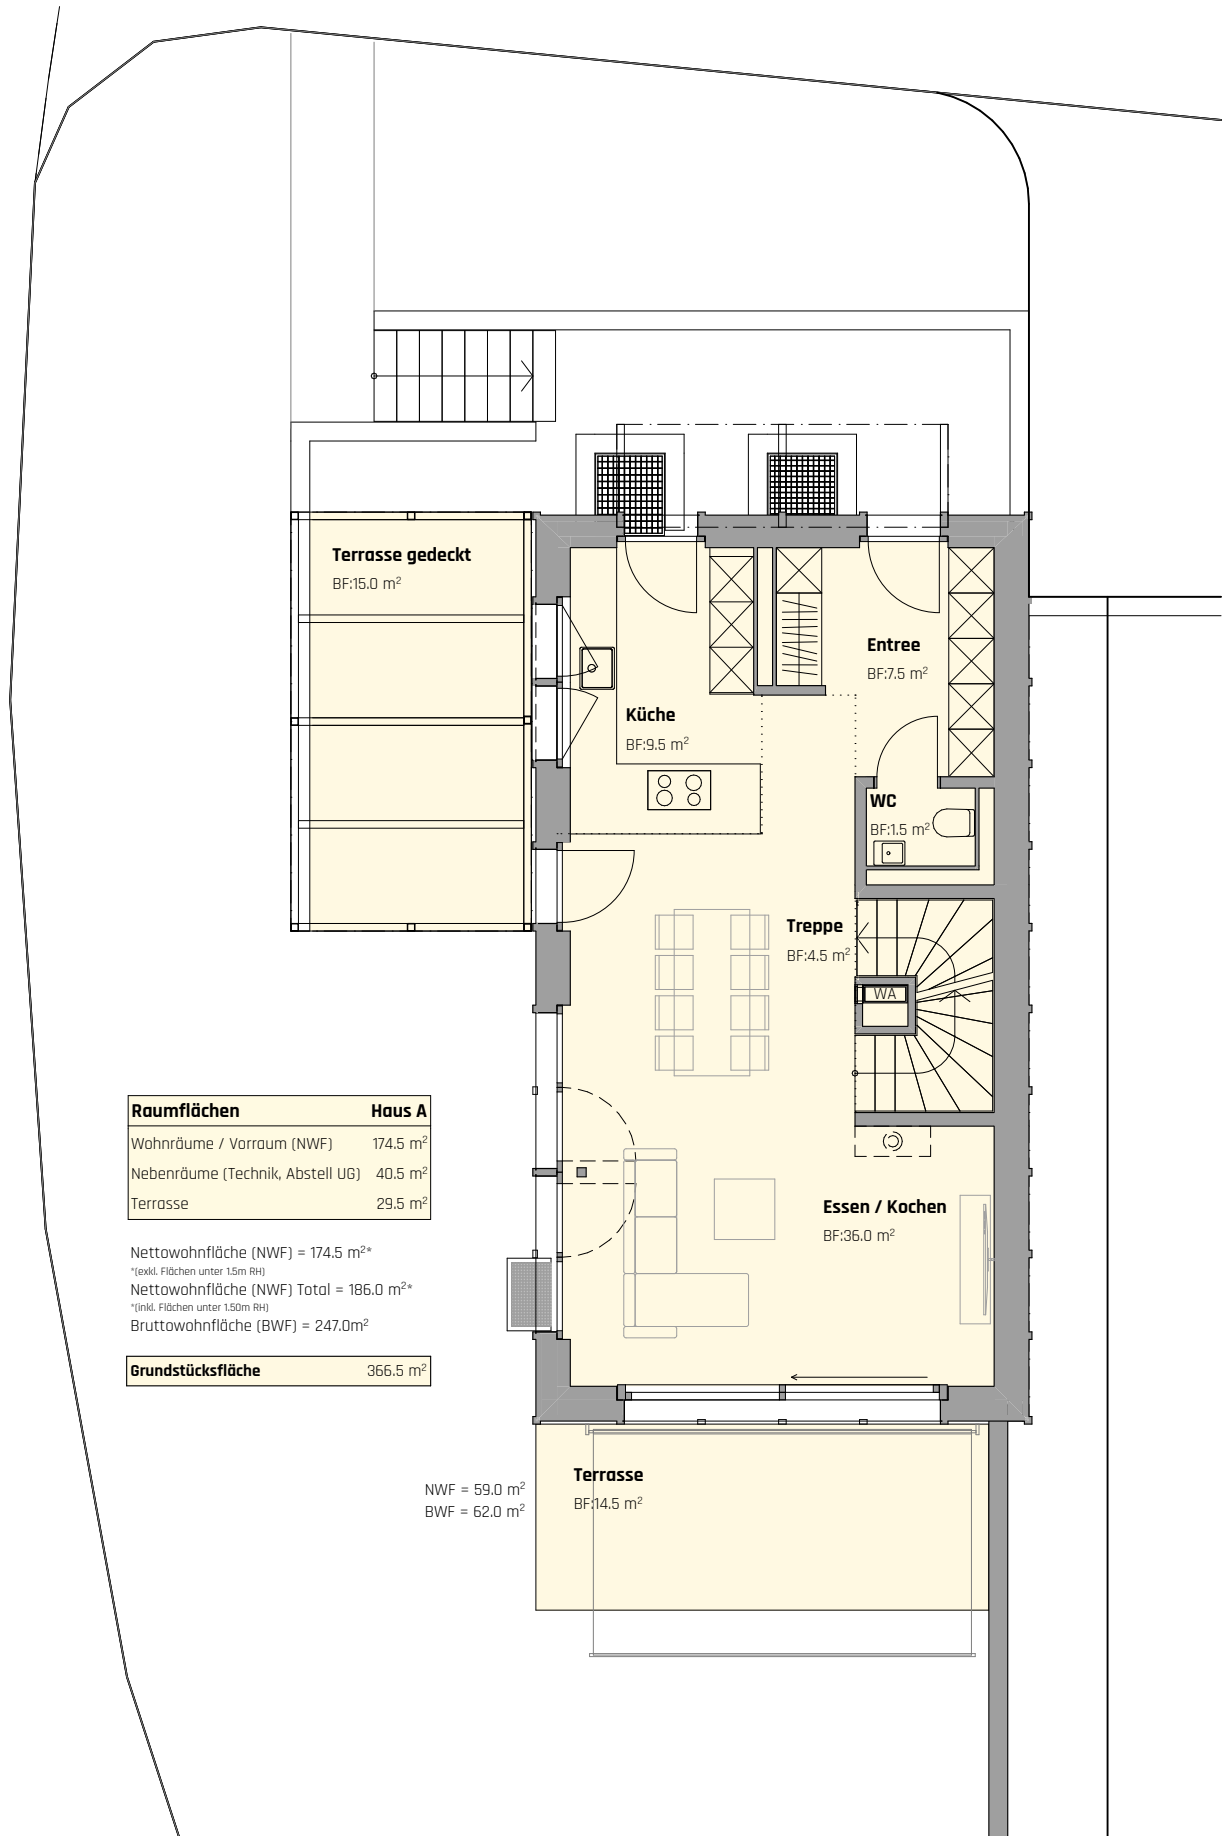 Terrasse gedeckt
BF:15.0 m²
Entree
BF:7.5 m²
Küche
BF:9.5 m²
WC
BF:1.5 m²
Treppe
BF:4.5 m²
WA
Raumflächen Haus A
Wohnräume / Vorraum (NWF) 174.5 m²
Nebenräume (Technik, Abstell UG) 40.5 m²
Terrasse 29.5 m²
Essen / Kochen
BF:36.0 m²
Nettowohnfläche (NWF) = 174.5 m²*
*(exkl. Flächen unter 1.5m RH)
Nettowohnfläche (NWF) Total = 186.0 m²*
*(inkl. Flächen unter 1.50m RH)
Bruttowohnfläche (BWF) = 247.0m²
Grundstücksfläche 366.5 m²
Terrasse
BF:14.5 m²
NWF = 59.0 m²
BWF = 62.0 m²